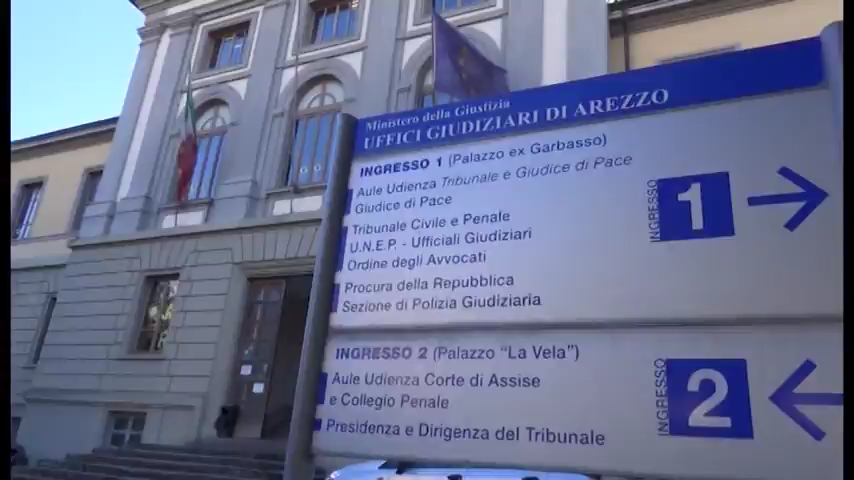 Ministero della Giustizia
UFFICI GIUDIZIARI DI AREZZO
INGRESSO 1 (Palazzo ex Garbasso)
Aule Udienza Tribunale e Giudice di Pace
Giudice di Pace
Tribunale Civile e Penale
U.N.E.P. - Ufficiali Giudiziari
Ordine degli Avvocati
Procura della Repubblica
Sezione di Polizia Giudiziaria
INGRESSO
1
INGRESSO 2 (Palazzo "La Vela")
Aule Udienza Corte di Assise
e Collegio Penale
Presidenza e Dirigenza del Tribunale
INGRESSO
2